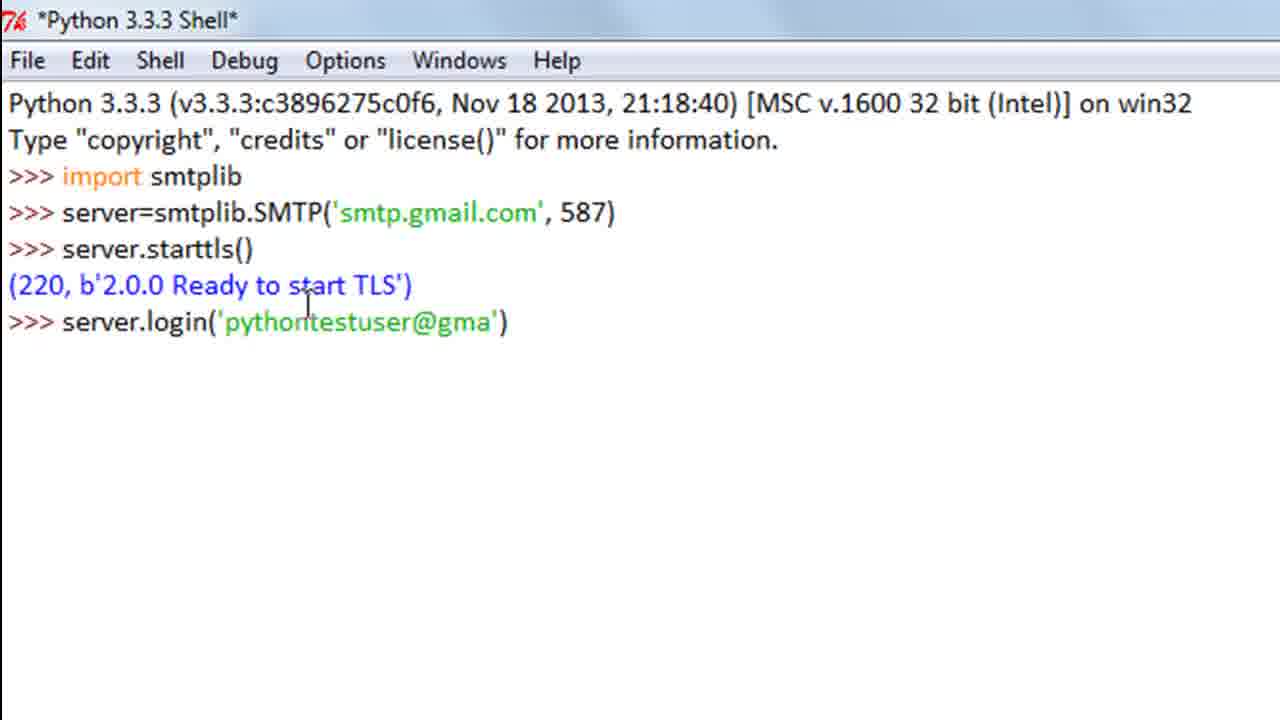 *Python 3.3.3 Shell*
File Edit Shell Debug Options Windows Help
Python 3.3.3 (v3.3.3:c3896275c0f6, Nov 18 2013, 21:18:40) [MSC v.1600 32 bit (Intel)] on win32
Type "copyright", "credits" or "license()" for more information.
>>> import smtplib
>>> server=smtplib.SMTP('smtp.gmail.com', 587)
>>> server.starttls()
(220, b'2.0.0 Ready to start TLS')
>>> server.login('pythontestuser@gma')